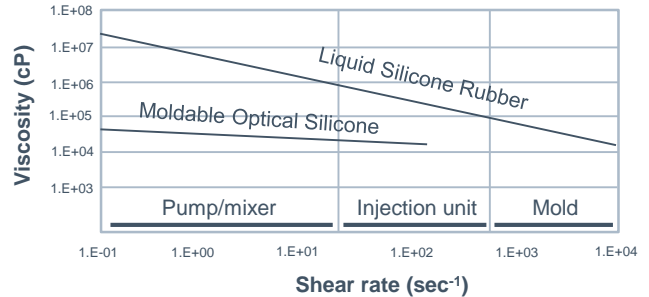 1.E+08
1.E+07
1.E+06
1.E+05
1.E+04
1.E+03
Viscosity (cP)
Liquid Silicone Rubber
Moldable Optical Silicone
Pump/mixer
Injection unit
Mold
1.E-01
1.E+00
1.E+01
1.E+02
1.E+03
1.E+04
Shear rate (sec-1)